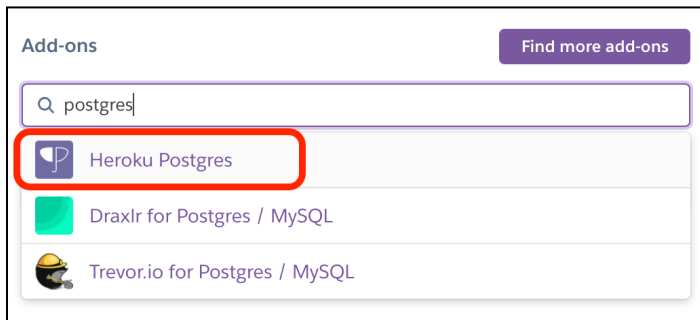 Add-ons
Find more add-ons
postgres
Heroku Postgres
Draxlr for Postgres / MySQL
Trevor.io for Postgres / MySQL